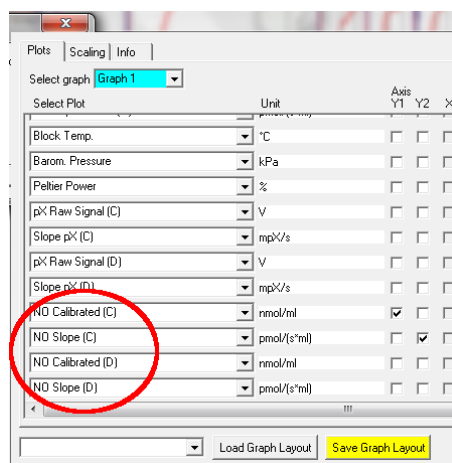 Plots Scaling Info
Select graph Graph 1
Axis
Select Plot Unit Y1 Y2 X
Block Temp. °C
Barom. Pressure kPa
Peltier Power %
pX Raw Signal (C) V
Slope pX (C) mpX/s
pX Raw Signal (D) V
Slope pX (D) mpX/s
NO Calibrated (C) nmol/ml
NO Slope (C) pmol/(s*ml)
NO Calibrated (D) nmol/ml
NO Slope (D) pmol/(s*ml)
Load Graph Layout Save Graph Layout